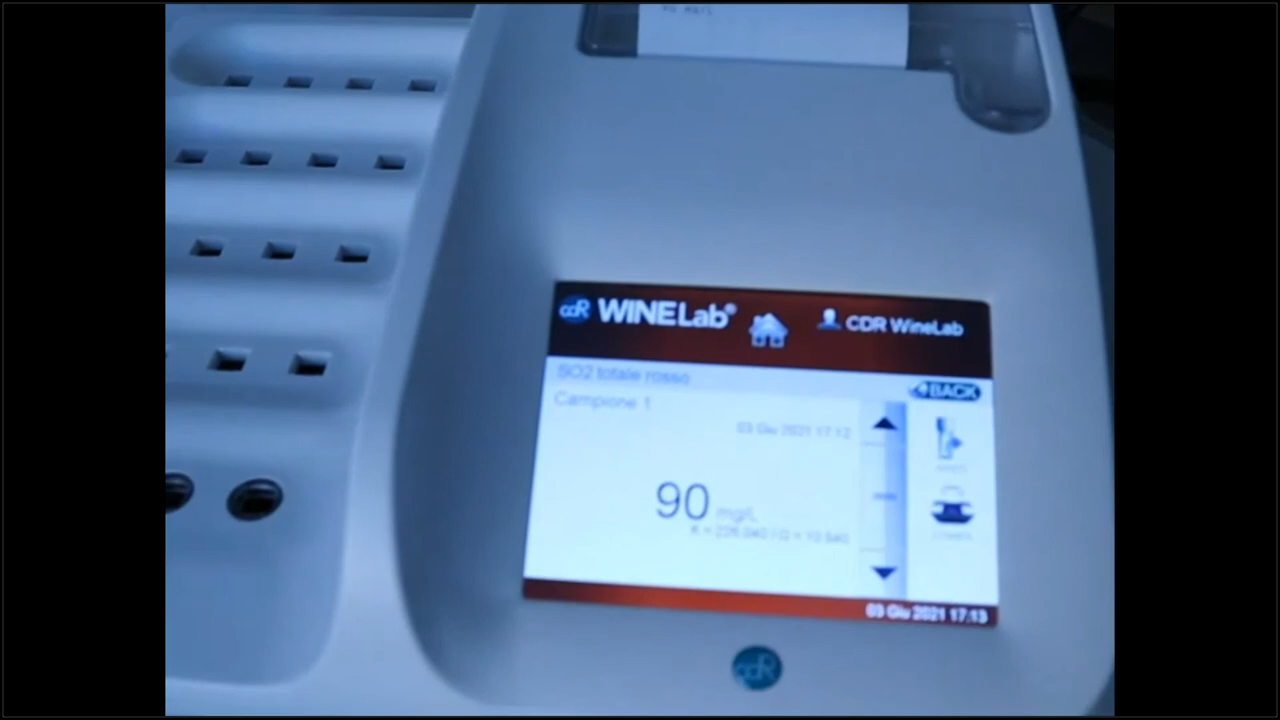 cdR WINELab®
CDR WineLab
SO2 totale rosso
BACK
Campione 1
03 Giu 2021 17:12
90 mg/L
03 Giu 2021 17:13
cdR